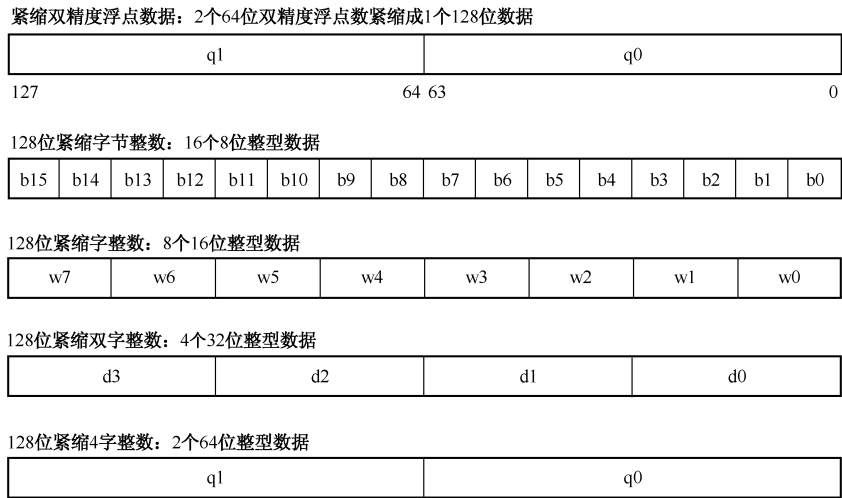 紧缩双精度浮点数据：2个64位双精度浮点数紧缩成1个128位数据
q1 q0
127 64 63 0
128位紧缩字节整数：16个8位整型数据
b15 b14 b13 b12 b11 b10 b9 b8 b7 b6 b5 b4 b3 b2 b1 b0
128位紧缩字整数：8个16位整型数据
w7 w6 w5 w4 w3 w2 w1 w0
128位紧缩双字整数：4个32位整型数据
d3 d2 d1 d0
128位紧缩4字整数：2个64位整型数据
q1 q0